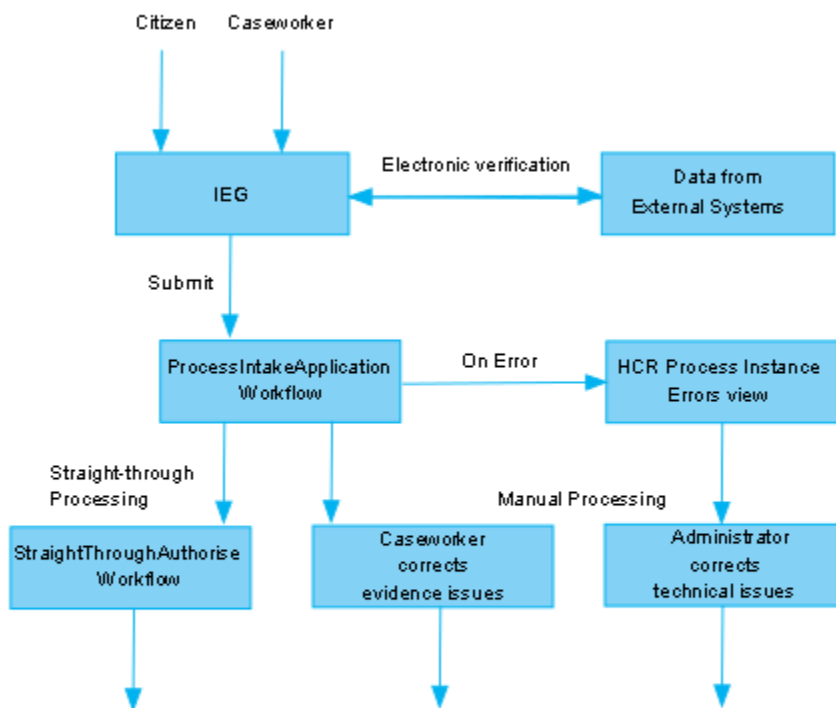 Citizen
Caseworker
IEG
Electronic verification
Data from
External Systems
Submit
ProcessIntakeApplication
Workflow
On Error
HCR Process Instance
Errors view
Straight-through
Processing
Manual Processing
StraightThroughAuthorise
Workflow
Caseworker
corrects
evidence issues
Administrator
corrects
technical issues